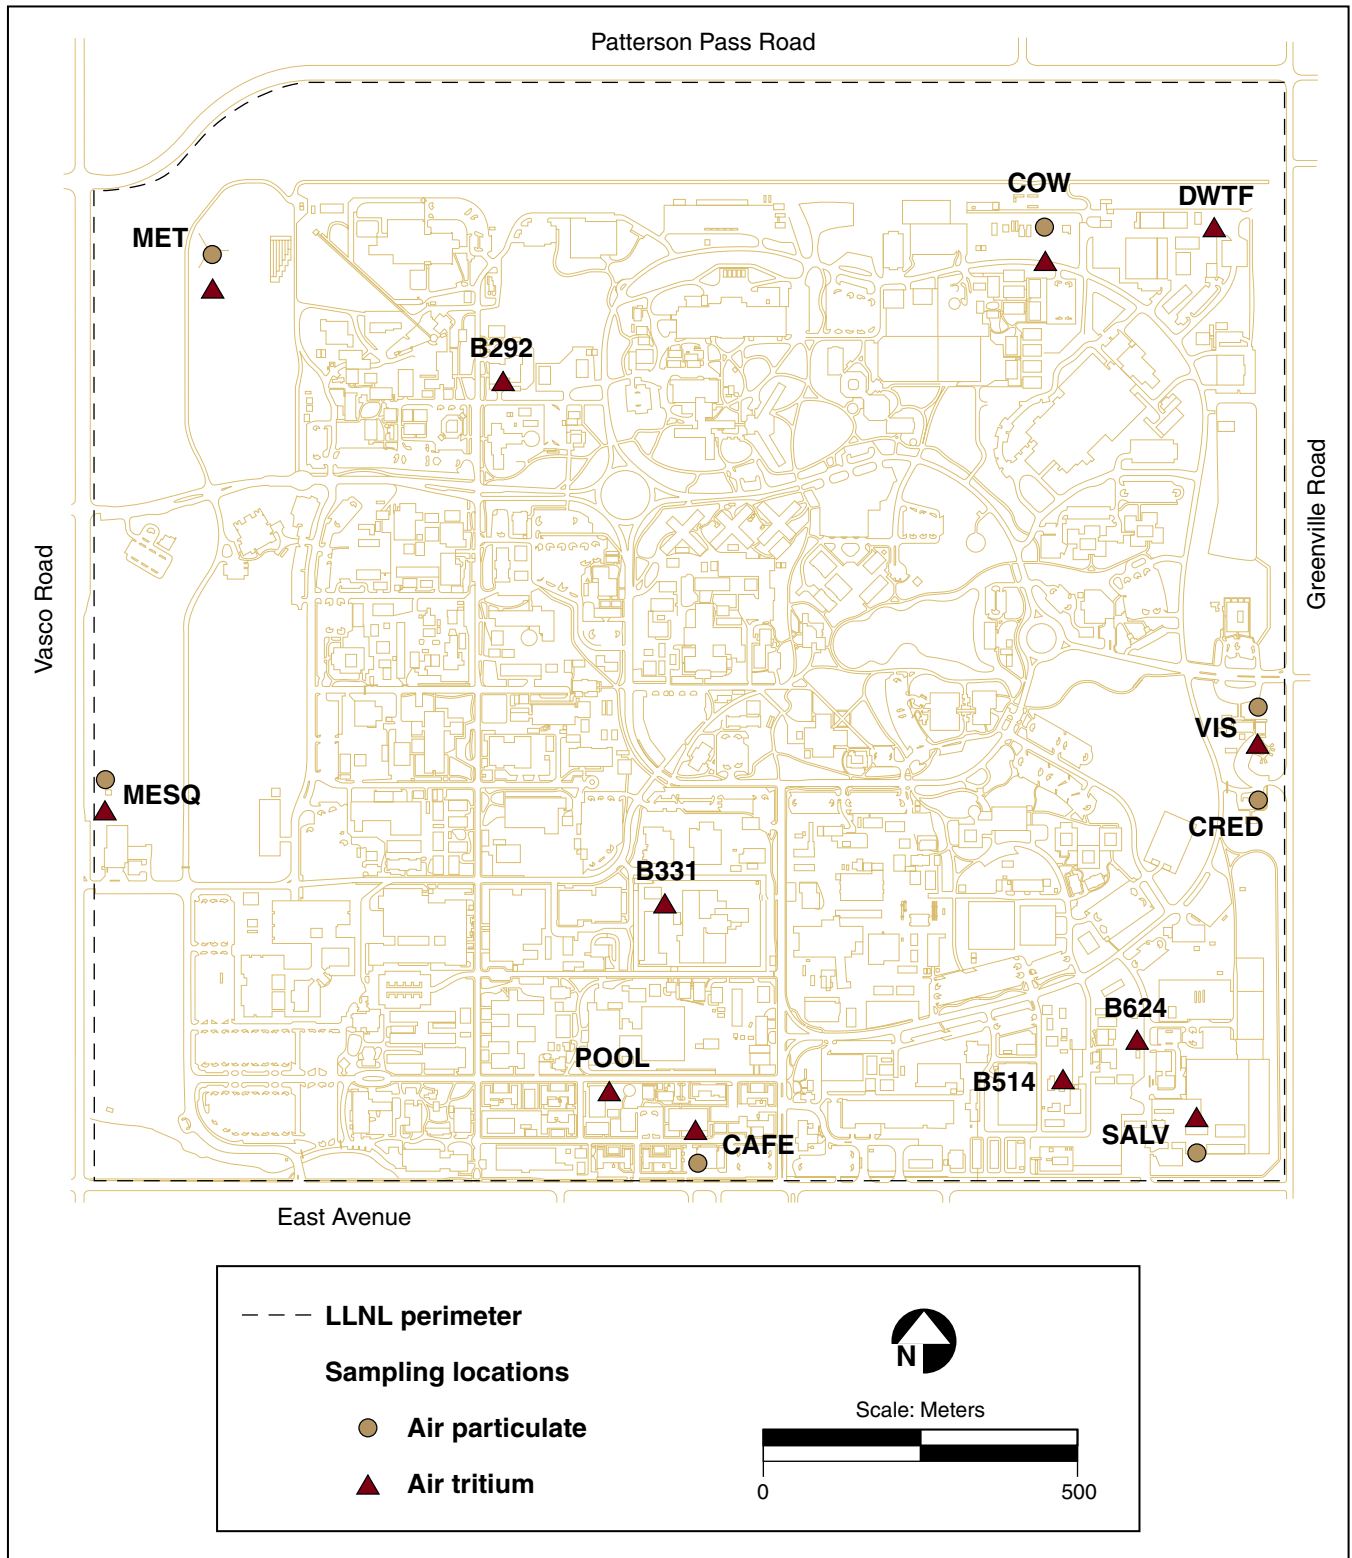 Patterson Pass Road
COW
DWTF
MET
B292
Greenville Road
Vasco Road
VIS
MESQ
CRED
B331
B624
POOL
B514
SALV
CAFE
East Avenue
LLNL perimeter
Sampling locations
N
Air particulate
Scale: Meters
Air tritium
0 500